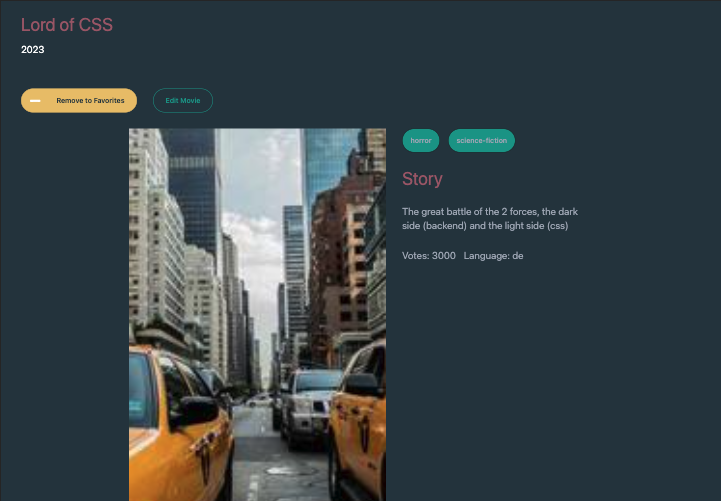 Lord of CSS
2023
Remove to Favorites
Edit Movie
horror
science-fiction
Story
The great battle of the 2 forces, the dark
side (backend) and the light side (css)
Votes: 3000 Language: de